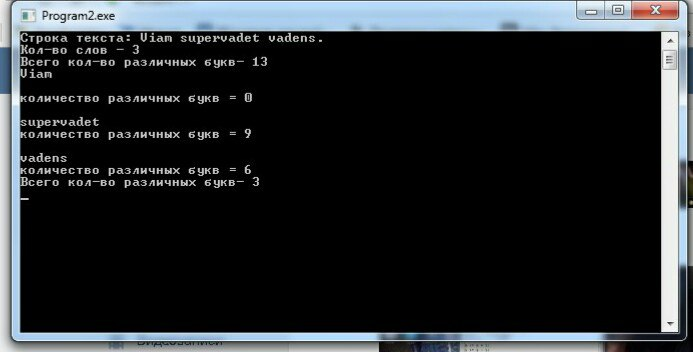 Program2.exe
Строка текста: Viam supervadet vadens.
Кол-во слов - 3
Всего кол-во различных букв- 13
Viam
количество различных букв = 0
supervadet
количество различных букв = 9
vadens
количество различных букв = 6
Всего кол-во различных букв- 3
Видеозаписи